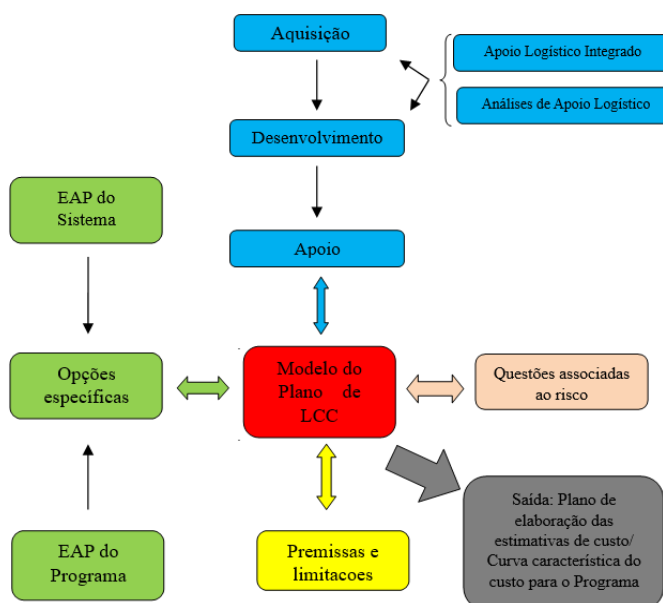 Aquisição
Apoio Logístico Integrado
Análises de Apoio Logístico
Desenvolvimento
EAP do
Sistema
Apoio
Opções
específicas
Modelo do
Plano de
LCC
Questões associadas
ao risco
Saída: Plano de
elaboração das
estimativas de custo/
Curva característica do
custo para o Programa
EAP do
Programa
Premissas e
limitacoes